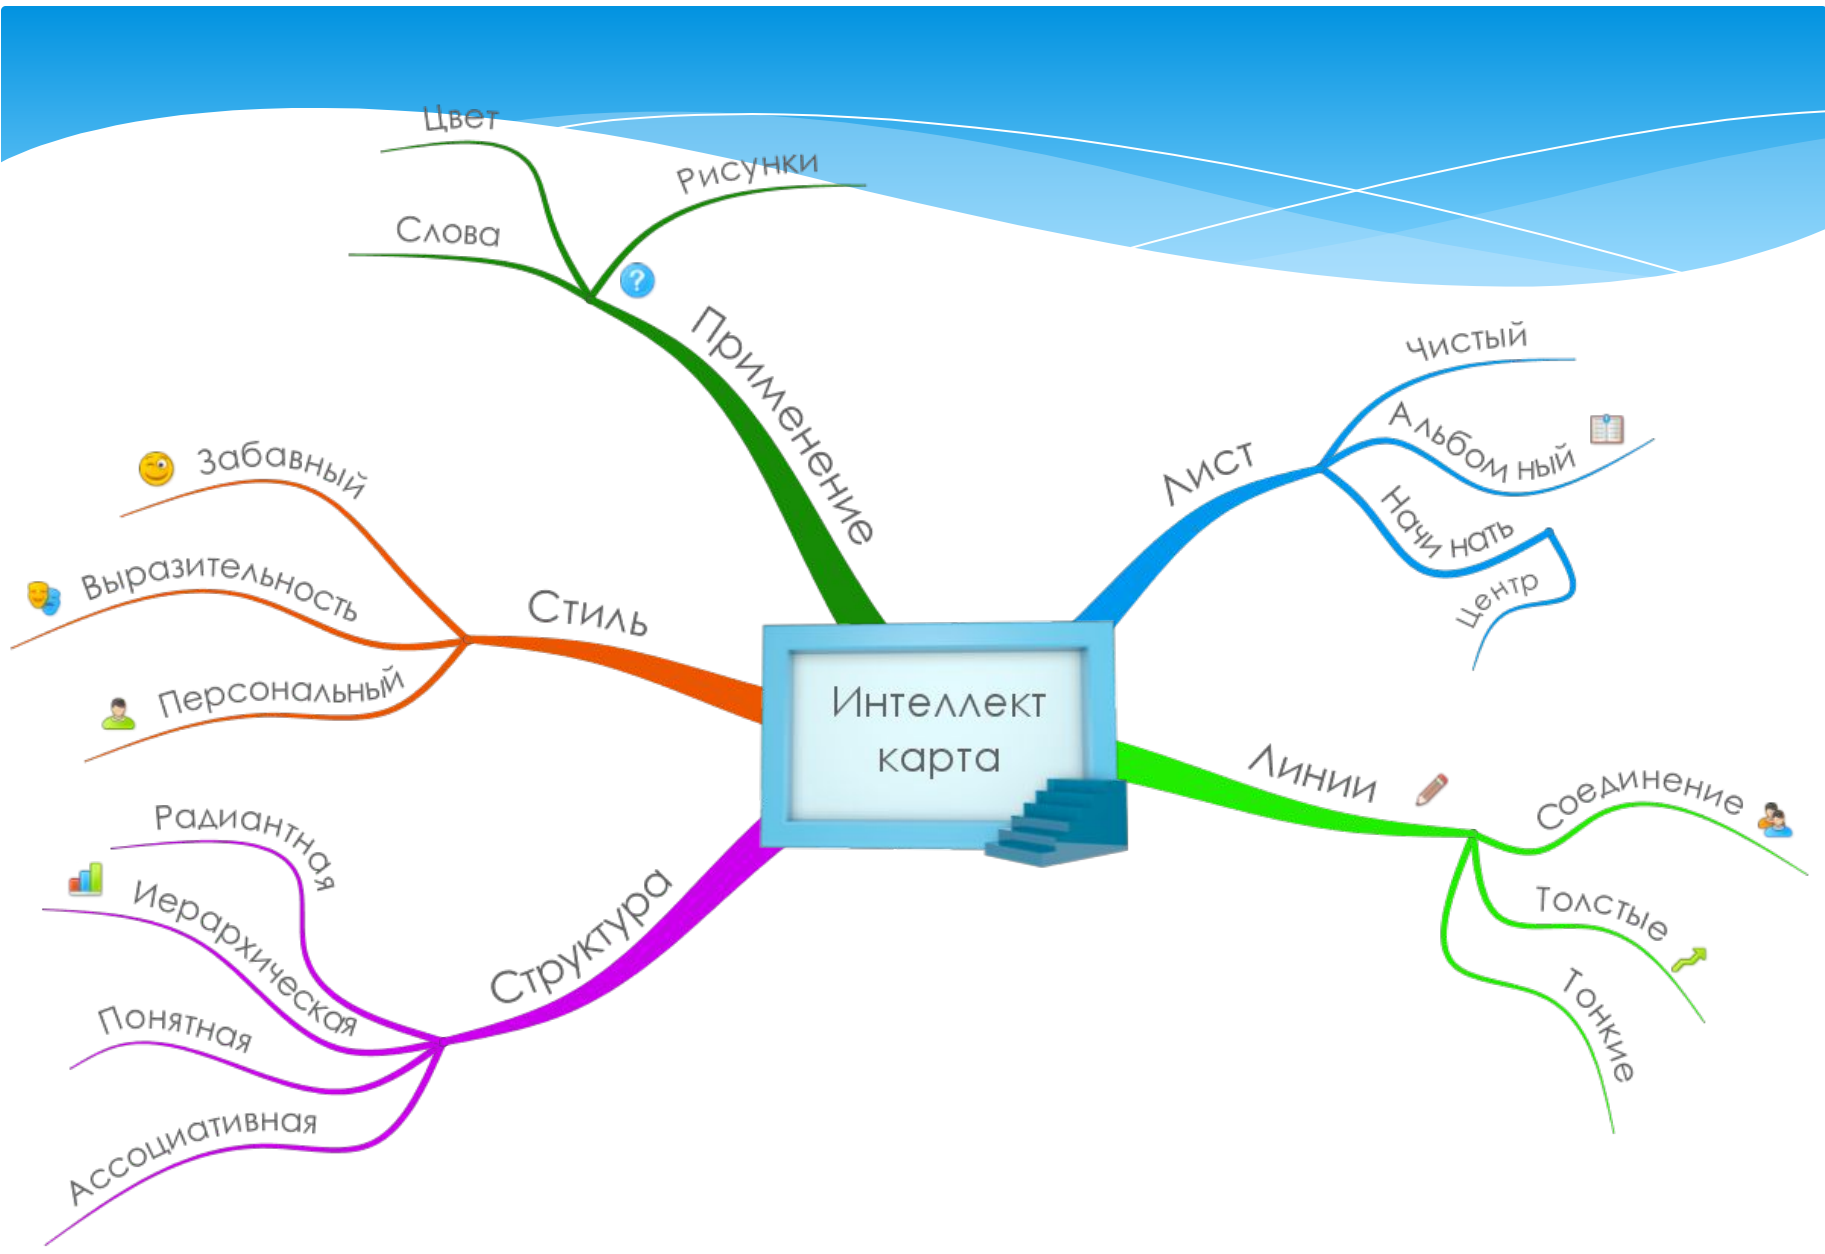 Интеллект
карта
Лист
Чистый
Альбом ный
Начи нать
Центр
Линии
Соединение
Толстые
Тонкие
Структура
Радиантная
Иерархическая
Понятная
Ассоциативная
Стиль
Забавный
Выразительность
Персональный
Применение
Цвет
Рисунки
Слова
?